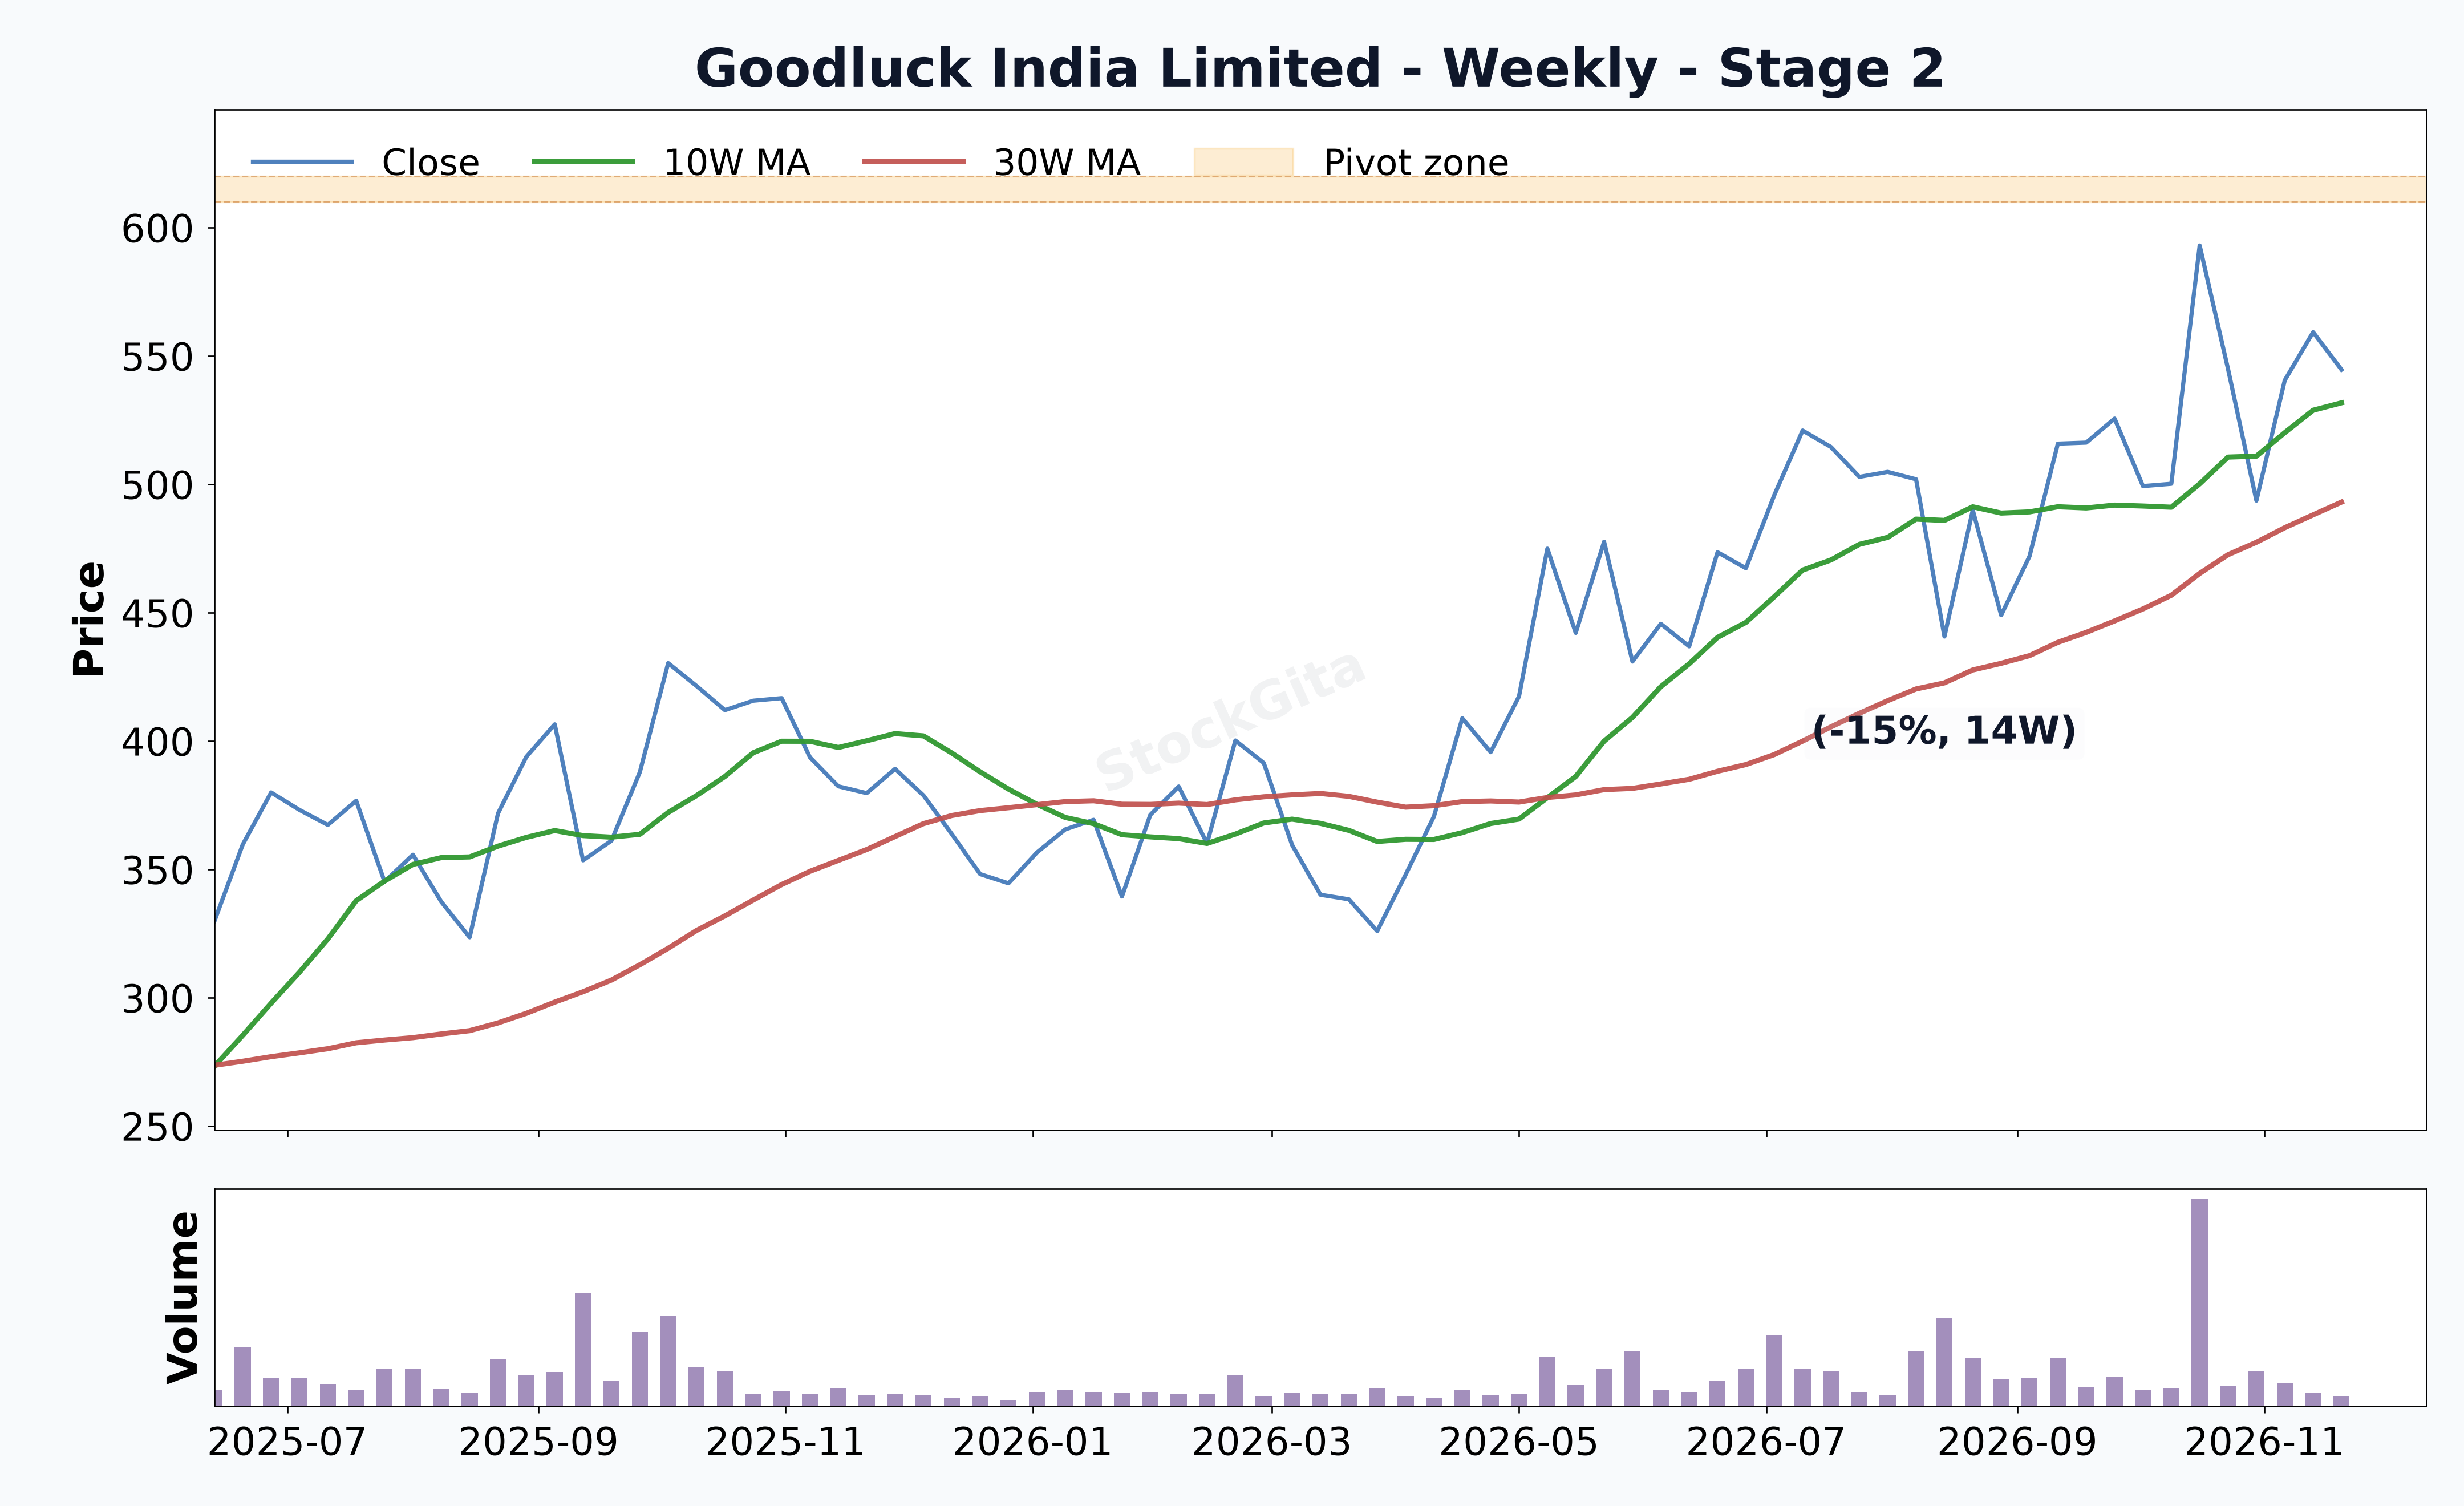 Goodluck India Limited - Weekly - Stage 2
Close 10W MA 30W MA Pivot zone
600
550
500
450
400
350
300
250
Price
StockGita
(-15%, 14W)
Volume
2025-07 2025-09 2025-11 2026-01 2026-03 2026-05 2026-07 2026-09 2026-11